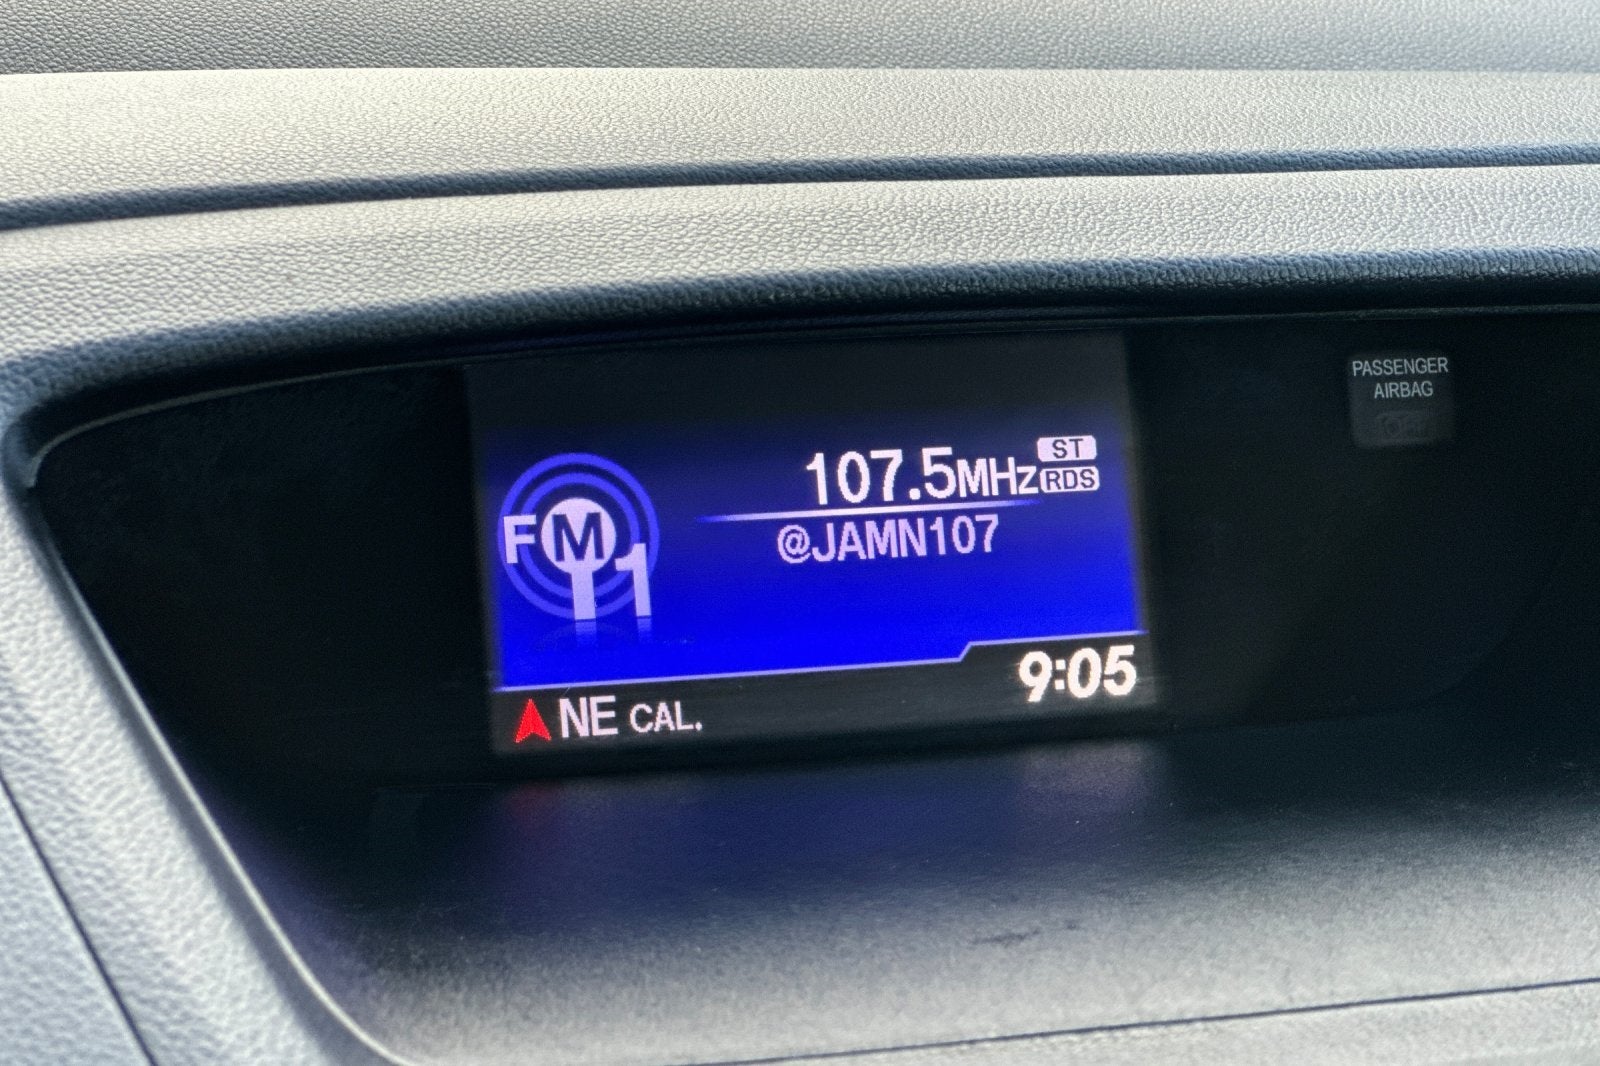 107.5MHz ST
RDS
FM 1
@JAMN107
9:05
NE CAL.
PASSENGER
AIRBAG